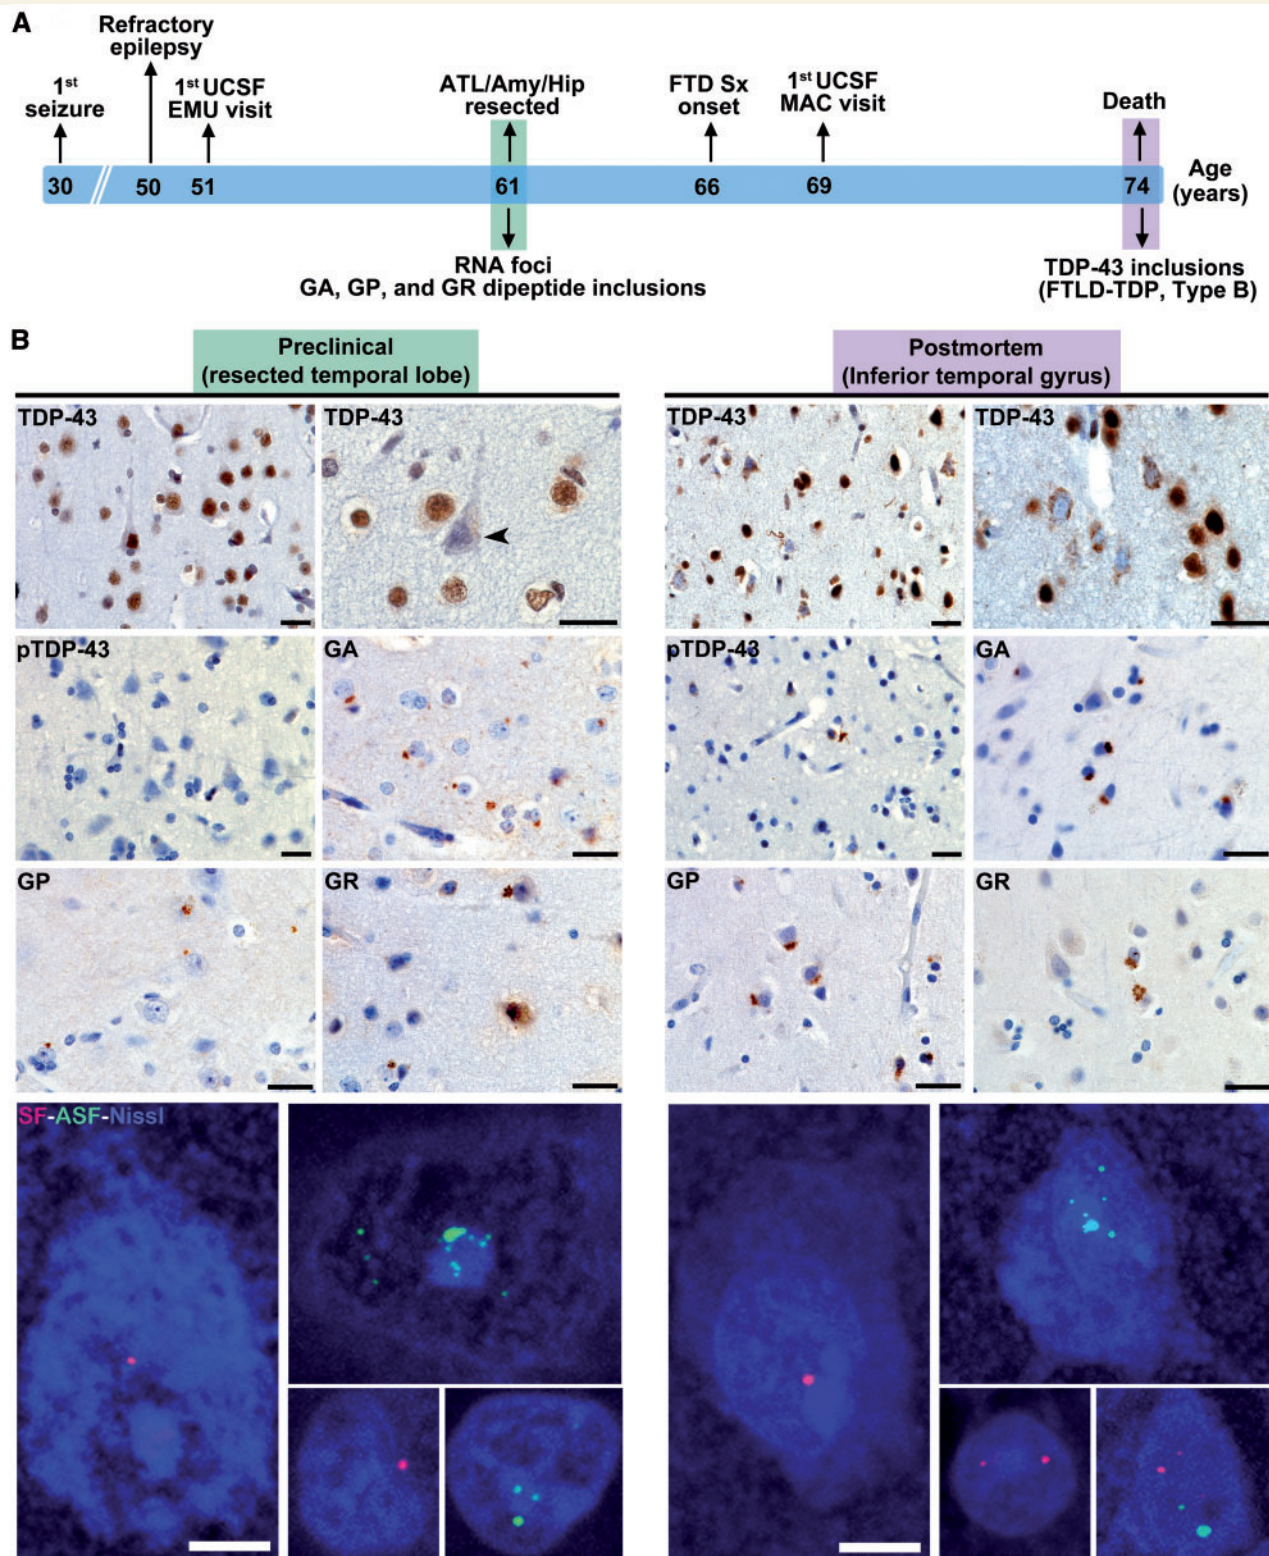 A
Refractory
epilepsy
1st
seizure
1st UCSF
EMU visit
ATL/Amy/Hip
resected
FTD Sx
onset
1st UCSF
MAC visit
Death
30
50
51
61
66
69
74
Age
(years)
RNA foci
GA, GP, and GR dipeptide inclusions
TDP-43 inclusions
(FTLD-TDP, Type B)
B
Preclinical
(resected temporal lobe)
Postmortem
(Inferior temporal gyrus)
TDP-43
TDP-43
TDP-43
TDP-43
pTDP-43
GA
pTDP-43
GA
GP
GR
GP
GR
SF-ASF-Nissl